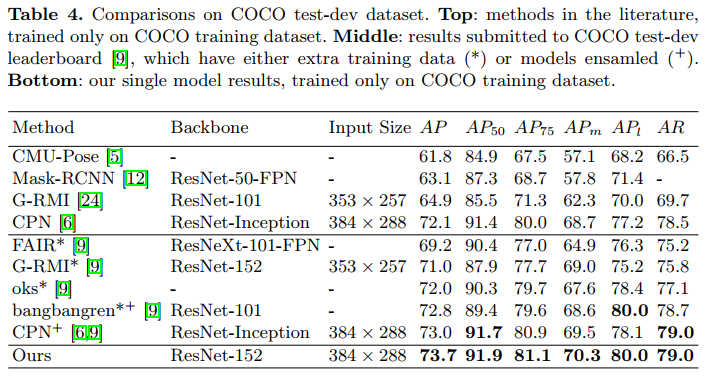 Table 4. Comparisons on COCO test-dev dataset. Top: methods in the literature,
trained only on COCO training dataset. Middle: results submitted to COCO test-dev
leaderboard [9], which have either extra training data (*) or models ensamled (+).
Bottom: our single model results, trained only on COCO training dataset.
Method Backbone Input Size AP AP50 AP75 APm APl AR
CMU-Pose [5] - - 61.8 84.9 67.5 57.1 68.2 66.5
Mask-RCNN [12] ResNet-50-FPN - 63.1 87.3 68.7 57.8 71.4 -
G-RMI [24] ResNet-101 353 × 257 64.9 85.5 71.3 62.3 70.0 69.7
CPN [6] ResNet-Inception 384 × 288 72.1 91.4 80.0 68.7 77.2 78.5
FAIR* [9] ResNeXt-101-FPN - 69.2 90.4 77.0 64.9 76.3 75.2
G-RMI* [9] ResNet-152 353 × 257 71.0 87.9 77.7 69.0 75.2 75.8
oks* [9] - - 72.0 90.3 79.7 67.6 78.4 77.1
bangbangren*+ [9] ResNet-101 - 72.8 89.4 79.6 68.6 80.0 78.7
CPN+ [6,9] ResNet-Inception 384 × 288 73.0 91.7 80.9 69.5 78.1 79.0
Ours ResNet-152 384 × 288 73.7 91.9 81.1 70.3 80.0 79.0